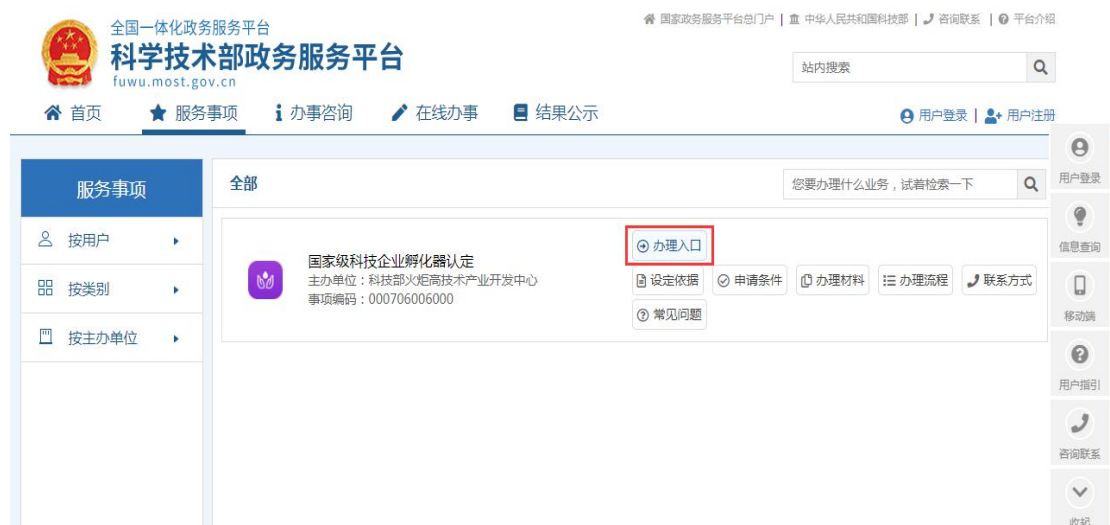 国家政务服务平台总门户 | 中华人民共和国科技部 | 咨询联系 | 平台介绍
全国一体化政务服务平台
科学技术部政务服务平台
fuwu.most.gov.cn
站内搜索
首页 服务事项 办事咨询 在线办事 结果公示
用户登录 | 用户注册
服务事项
按用户
按类别
按主办单位
全部
您要办理什么业务，试着检索一下
国家级科技企业孵化器认定
主办单位：科技部火炬高技术产业开发中心
事项编码：000706006000
办理入口
设定依据 申请条件 办理材料 办理流程 联系方式
常见问题
用户登录
信息查询
移动端
用户指引
咨询联系
收起